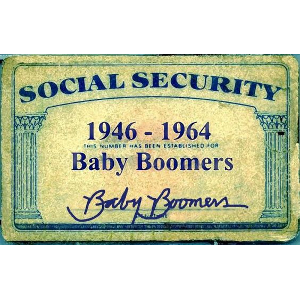 SOCIAL SECURITY
1946 - 1964
THIS NUMBER HAS BEEN ESTABLISHED FOR
Baby Boomers
Baby Boomers